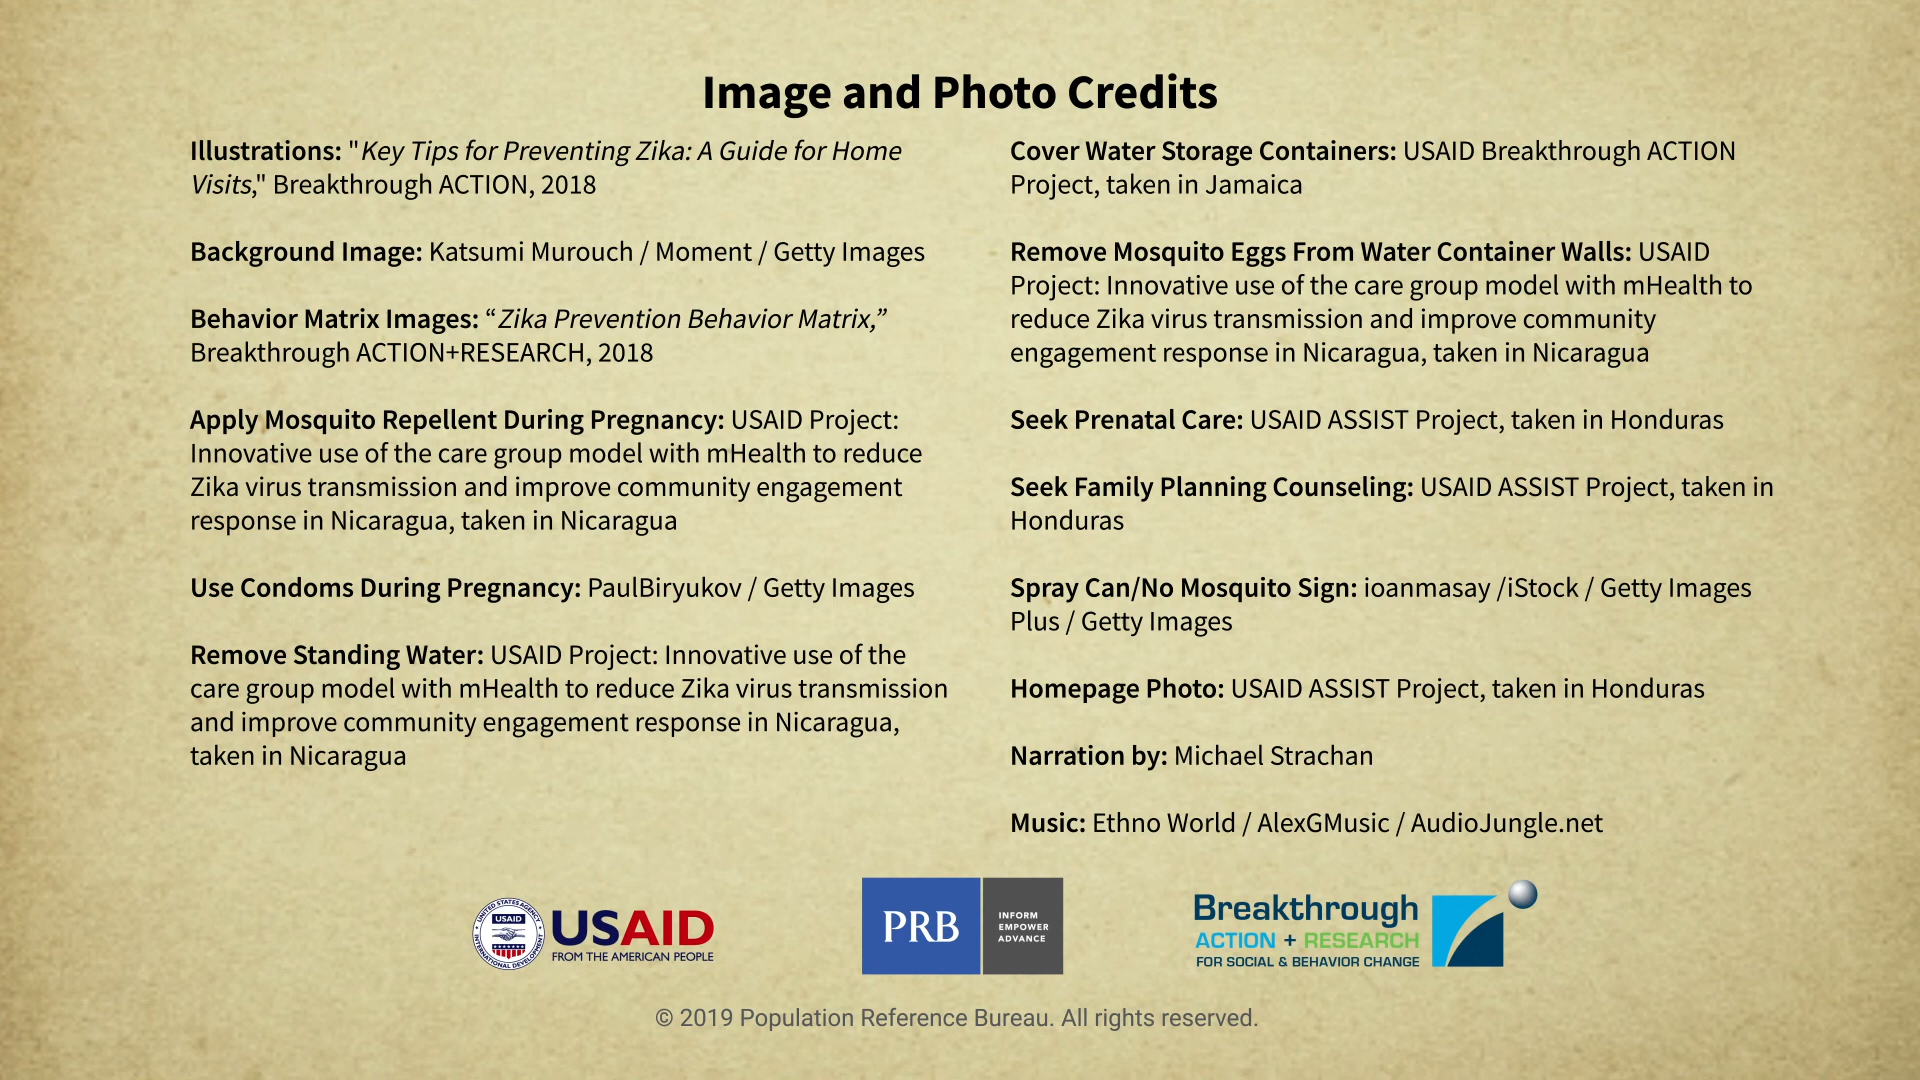 Image and Photo Credits
Illustrations: "Key Tips for Preventing Zika: A Guide for Home
Visits," Breakthrough ACTION, 2018
Background Image: Katsumi Murouch / Moment / Getty Images
Behavior Matrix Images: “Zika Prevention Behavior Matrix,”
Breakthrough ACTION+RESEARCH, 2018
Apply Mosquito Repellent During Pregnancy: USAID Project:
Innovative use of the care group model with mHealth to reduce
Zika virus transmission and improve community engagement
response in Nicaragua, taken in Nicaragua
Use Condoms During Pregnancy: PaulBiryukov / Getty Images
Remove Standing Water: USAID Project: Innovative use of the
care group model with mHealth to reduce Zika virus transmission
and improve community engagement response in Nicaragua,
taken in Nicaragua
Cover Water Storage Containers: USAID Breakthrough ACTION
Project, taken in Jamaica
Remove Mosquito Eggs From Water Container Walls: USAID
Project: Innovative use of the care group model with mHealth to
reduce Zika virus transmission and improve community
engagement response in Nicaragua, taken in Nicaragua
Seek Prenatal Care: USAID ASSIST Project, taken in Honduras
Seek Family Planning Counseling: USAID ASSIST Project, taken in
Honduras
Spray Can/No Mosquito Sign: ioanmasay /iStock / Getty Images
Plus / Getty Images
Homepage Photo: USAID ASSIST Project, taken in Honduras
Narration by: Michael Strachan
Music: Ethno World / AlexGMusic / AudioJungle.net
UNITED STATES AGENCY
USAID
INTERNATIONAL DEVELOPMENT
USAID
FROM THE AMERICAN PEOPLE
PRB
INFORM
EMPOWER
ADVANCE
Breakthrough
ACTION + RESEARCH
FOR SOCIAL & BEHAVIOR CHANGE
© 2019 Population Reference Bureau. All rights reserved.